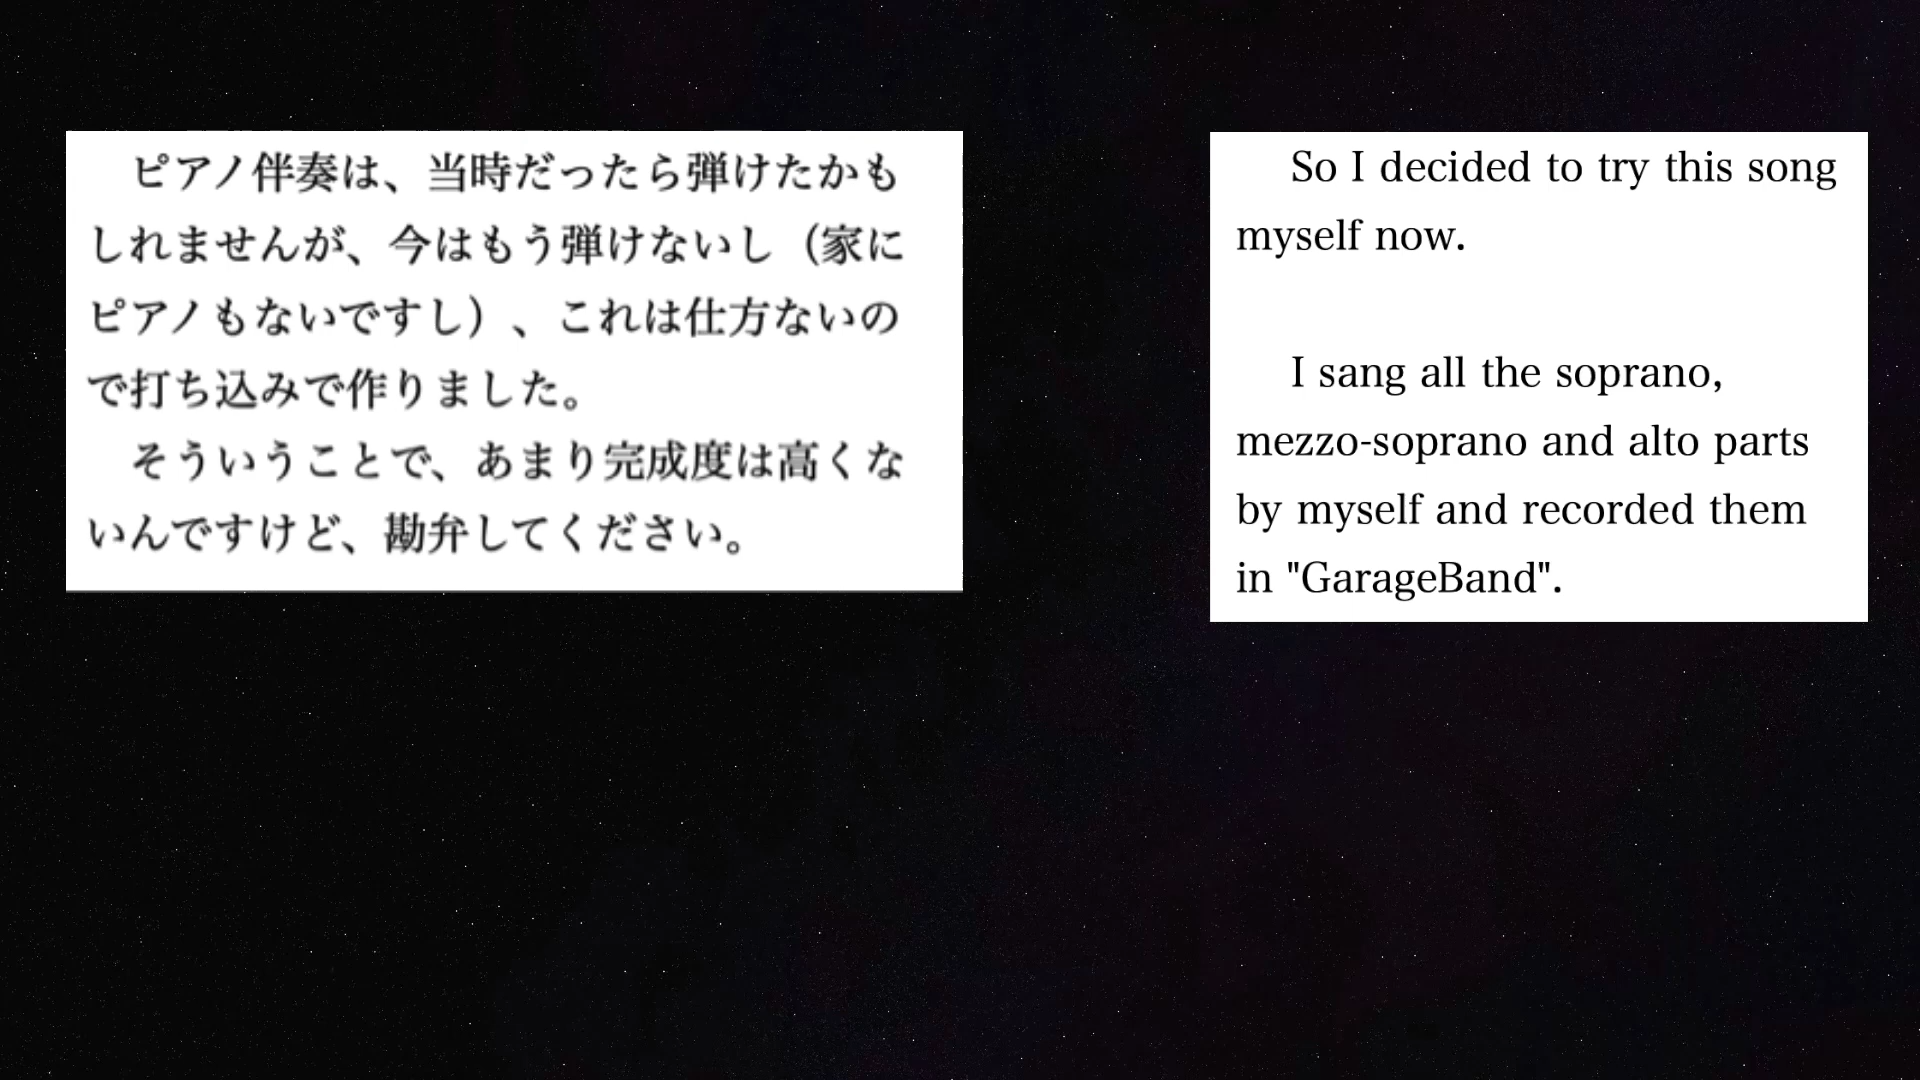 ピアノ伴奏は、当時だったら弾けたかも
しれませんが、今はもう弾けないし（家に
ピアノもないですし）、これは仕方ないの
で打ち込みで作りました。
そういうことで、あまり完成度は高くな
いんですけど、勘弁してください。
So I decided to try this song
myself now.
I sang all the soprano,
mezzo-soprano and alto parts
by myself and recorded them
in "GarageBand".